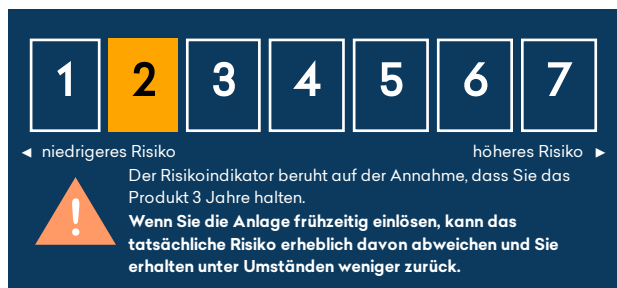 1 2 3 4 5 6 7
◄ niedrigeres Risiko höheres Risiko ►
Der Risikoindikator beruht auf der Annahme, dass Sie das
Produkt 3 Jahre halten.
Wenn Sie die Anlage frühzeitig einlösen, kann das
tatsächliche Risiko erheblich davon abweichen und Sie
erhalten unter Umständen weniger zurück.